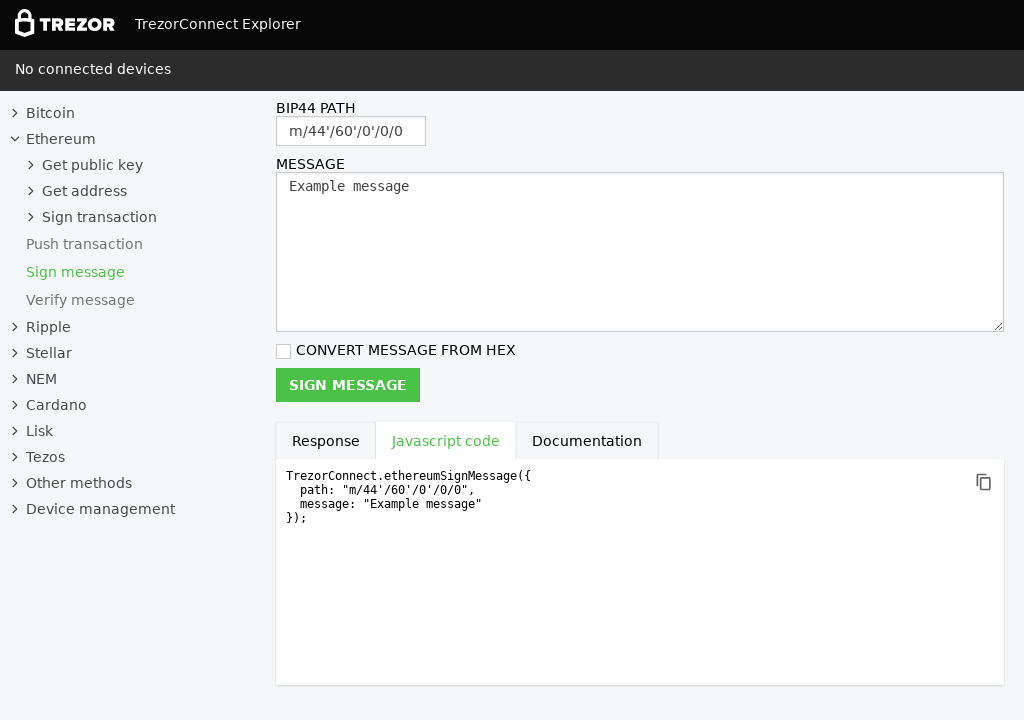 TREZOR TrezorConnect Explorer
No connected devices
Bitcoin
Ethereum
Get public key
Get address
Sign transaction
Push transaction
Sign message
Verify message
Ripple
Stellar
NEM
Cardano
Lisk
Tezos
Other methods
Device management
BIP44 PATH
m/44'/60'/0'/0/0
MESSAGE
Example message
CONVERT MESSAGE FROM HEX
SIGN MESSAGE
Response Javascript code Documentation
TrezorConnect.ethereumSignMessage({
  path: "m/44'/60'/0'/0/0",
  message: "Example message"
});